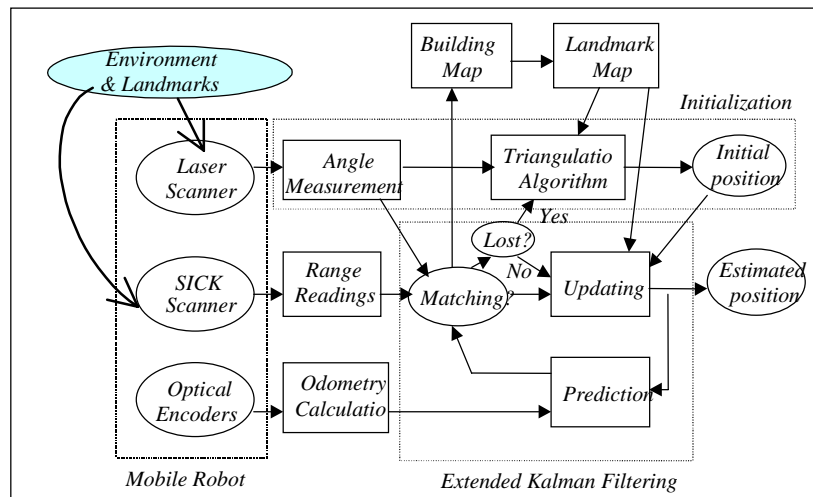 Environment
& Landmarks
Building
Map
Landmark
Map
Initialization
Laser
Scanner
Angle
Measurement
Triangulatio
Algorithm
Initial
position
Yes
Lost?
No
SICK
Scanner
Range
Readings
Matching?
Updating
Estimated
position
Optical
Encoders
Odometry
Calculatio
Prediction
Mobile Robot
Extended Kalman Filtering